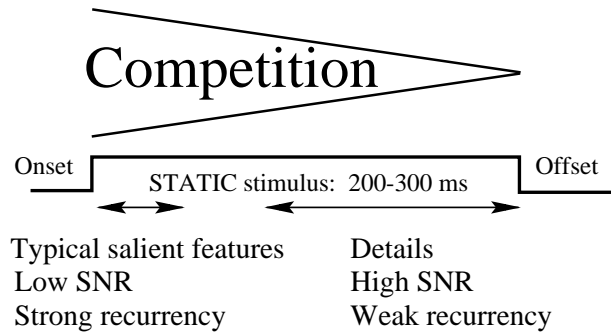 Competition
Onset
Offset
STATIC stimulus: 200-300 ms
Typical salient features
Low SNR
Strong recurrency
Details
High SNR
Weak recurrency